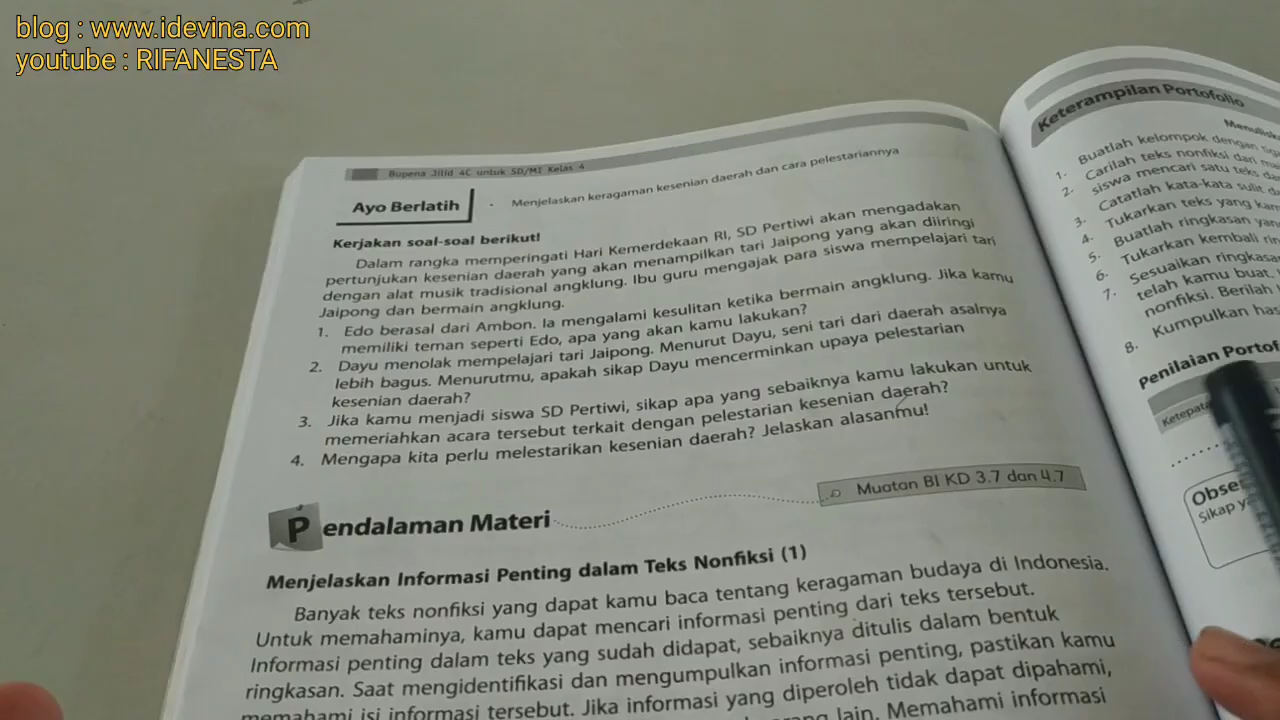 blog : www.idevina.com
youtube : RIFANESTA
Bupena Jilid 4C untuk SD/MI Kelas 4
Ayo Berlatih
• Menjelaskan keragaman kesenian daerah dan cara pelestariannya
Kerjakan soal-soal berikut!
Dalam rangka memperingati Hari Kemerdekaan RI, SD Pertiwi akan mengadakan
pertunjukan kesenian daerah yang akan menampilkan tari Jaipong yang akan diiringi
dengan alat musik tradisional angklung. Ibu guru mengajak para siswa mempelajari tari
Jaipong dan bermain angklung.
1. Edo berasal dari Ambon. Ia mengalami kesulitan ketika bermain angklung. Jika kamu
memiliki teman seperti Edo, apa yang akan kamu lakukan?
2. Dayu menolak mempelajari tari Jaipong. Menurut Dayu, seni tari dari daerah asalnya
lebih bagus. Menurutmu, apakah sikap Dayu mencerminkan upaya pelestarian
kesenian daerah?
3. Jika kamu menjadi siswa SD Pertiwi, sikap apa yang sebaiknya kamu lakukan untuk
memeriahkan acara tersebut terkait dengan pelestarian kesenian daerah?
4. Mengapa kita perlu melestarikan kesenian daerah? Jelaskan alasanmu!
Muatan BI KD 3.7 dan 4.7
Pendalaman Materi
Menjelaskan Informasi Penting dalam Teks Nonfiksi (1)
Banyak teks nonfiksi yang dapat kamu baca tentang keragaman budaya di Indonesia.
Untuk memahaminya, kamu dapat mencari informasi penting dari teks tersebut.
Informasi penting dalam teks yang sudah didapat, sebaiknya ditulis dalam bentuk
ringkasan. Saat mengidentifikasi dan mengumpulkan informasi penting, pastikan kamu
memahami isi informasi tersebut. Jika informasi yang diperoleh tidak dapat dipahami,
lain. Memahami informasi
Keterampilan Portofolio
1. Buatlah kelompok dengan
2. Carilah teks nonfiksi dari
siswa mencari satu teks
3. Catatlah kata-kata sulit
4. Tukarkan teks yang
5. Buatlah ringkasan
6. Tukarkan kembali
7. Sesuaikan ringkasan
telah kamu buat.
nonfiksi. Berilah
8. Kumpulkan
Penilaian
Sikap